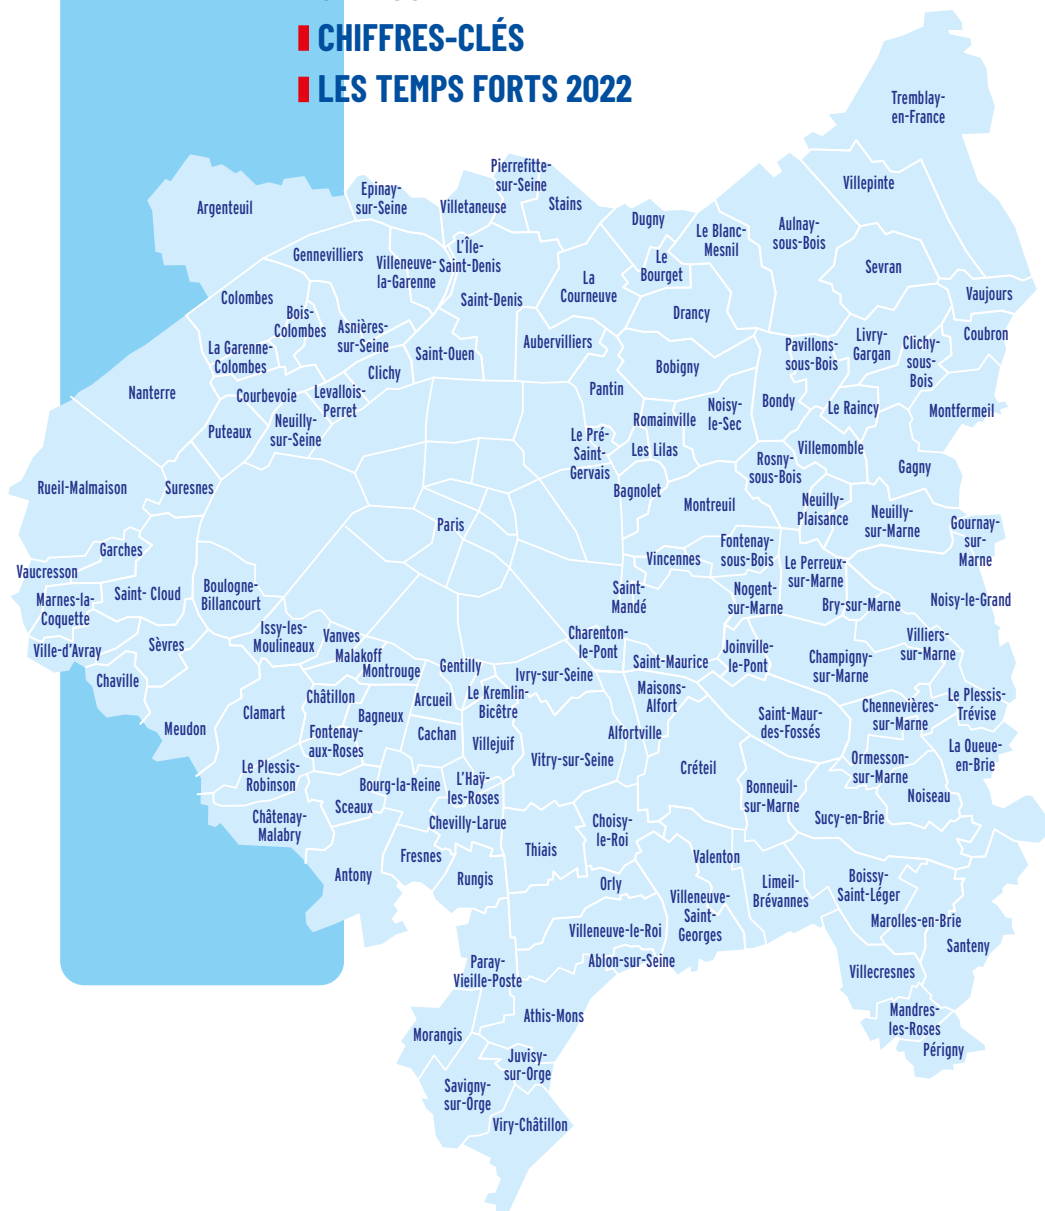 CHIFFRES-CLÉS
LES TEMPS FORTS 2022
Tremblay-
en-France
Pierrefitte-
sur-Seine
Villepinte
Argenteuil
Epinay-
sur-Seine
Villetaneuse
Stains
Dugny
Le Blanc-
Mesnil
Aulnay-
sous-Bois
Gennevilliers
Villeneuve-
la-Garenne
L'Île-
Saint-Denis
La
Courneuve
Le
Bourget
Sevran
Colombes
Bois-
Colombes
Asnières-
sur-Seine
Saint-Denis
Drancy
Vaujours
La Garenne-
Colombes
Clichy
Saint-Ouen
Aubervilliers
Bobigny
Pavillons-
sous-Bois
Livry-
Gargan
Clichy-
sous-
Bois
Coubron
Nanterre
Courbevoie
Levallois-
Perret
Pantin
Romainville
Noisy-
le-Sec
Bondy
Le Raincy
Montfermeil
Puteaux
Neuilly-
sur-Seine
Le Pré-
Saint-
Gervais
Les Lilas
Rosny-
sous-Bois
Villemomble
Gagny
Rueil-Malmaison
Suresnes
Bagnolet
Montreuil
Neuilly-
Plaisance
Neuilly-
sur-Marne
Gournay-
sur-
Marne
Paris
Garches
Vaucresson
Vincennes
Fontenay-
sous-Bois
Le Perreux-
sur-Marne
Marnes-la-
Coquette
Saint- Cloud
Boulogne-
Billancourt
Saint-
Mandé
Nogent-
sur-Marne
Bry-sur-Marne
Noisy-le-Grand
Ville-d'Avray
Sèvres
Issy-les-
Moulineaux
Vanves
Malakoff
Montrouge
Gentilly
Charenton-
le-Pont
Ivry-sur-Seine
Saint-Maurice
Joinville-
le-Pont
Champigny-
sur-Marne
Villiers-
sur-Marne
Chaville
Châtillon
Arcueil
Le Kremlin-
Bicêtre
Maisons-
Alfort
Chennevières-
sur-Marne
Le Plessis-
Trévise
Meudon
Clamart
Bagneux
Fontenay-
aux-Roses
Cachan
Villejuif
Alfortville
Saint-Maur-
des-Fossés
La Queue-
en-Brie
Le Plessis-
Robinson
Vitry-sur-Seine
Créteil
Ormesson-
sur-Marne
Bourg-la-Reine
L'Haÿ-
les-Roses
Bonneuil-
sur-Marne
Noiseau
Sceaux
Châtenay-
Malabry
Chevilly-Larue
Choisy-
le-Roi
Sucy-en-Brie
Fresnes
Thiais
Valenton
Antony
Rungis
Orly
Limeil-
Brévannes
Boissy-
Saint-Léger
Villeneuve-
Saint-
Georges
Marolles-en-Brie
Villeneuve-le-Roi
Santeny
Paray-
Vieille-Poste
Ablon-sur-Seine
Villecresnes
Athis-Mons
Mandres-
les-Roses
Morangis
Périgny
Juvisy-
sur-Orge
Savigny-
sur-Orge
Viry-Châtillon